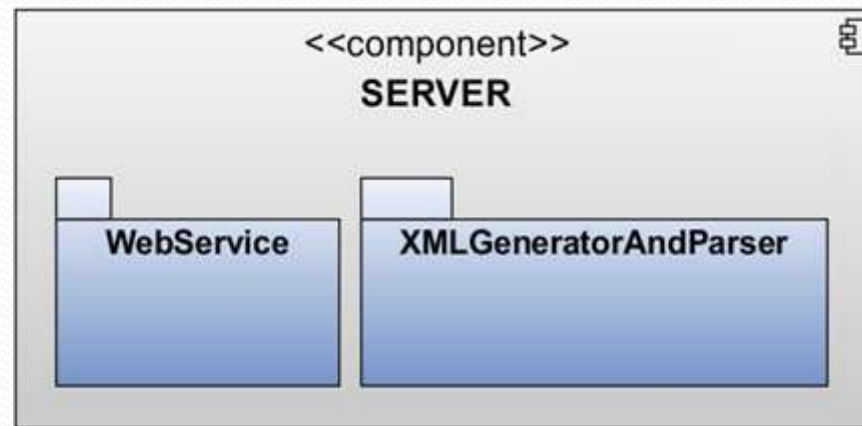 <<component>>
SERVER
WebService
XMLGeneratorAndParser